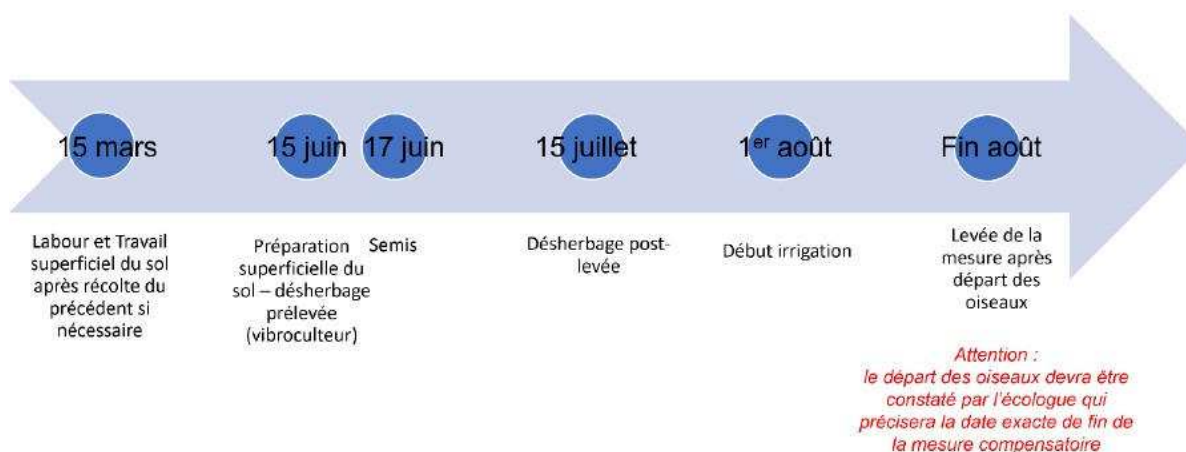 15 mars
15 juin
17 juin
15 juillet
1er août
Fin août
Labour et Travail
superficiel du sol
après récolte du
précédent si
nécessaire
Préparation
superficielle du
sol – désherbage
prélevée
(vibroculteur)
Semis
Désherbage post-
levée
Début irrigation
Levée de la
mesure après
départ des
oiseaux
Attention :
le départ des oiseaux devra être
constaté par l'écologue qui
précisera la date exacte de fin de
la mesure compensatoire